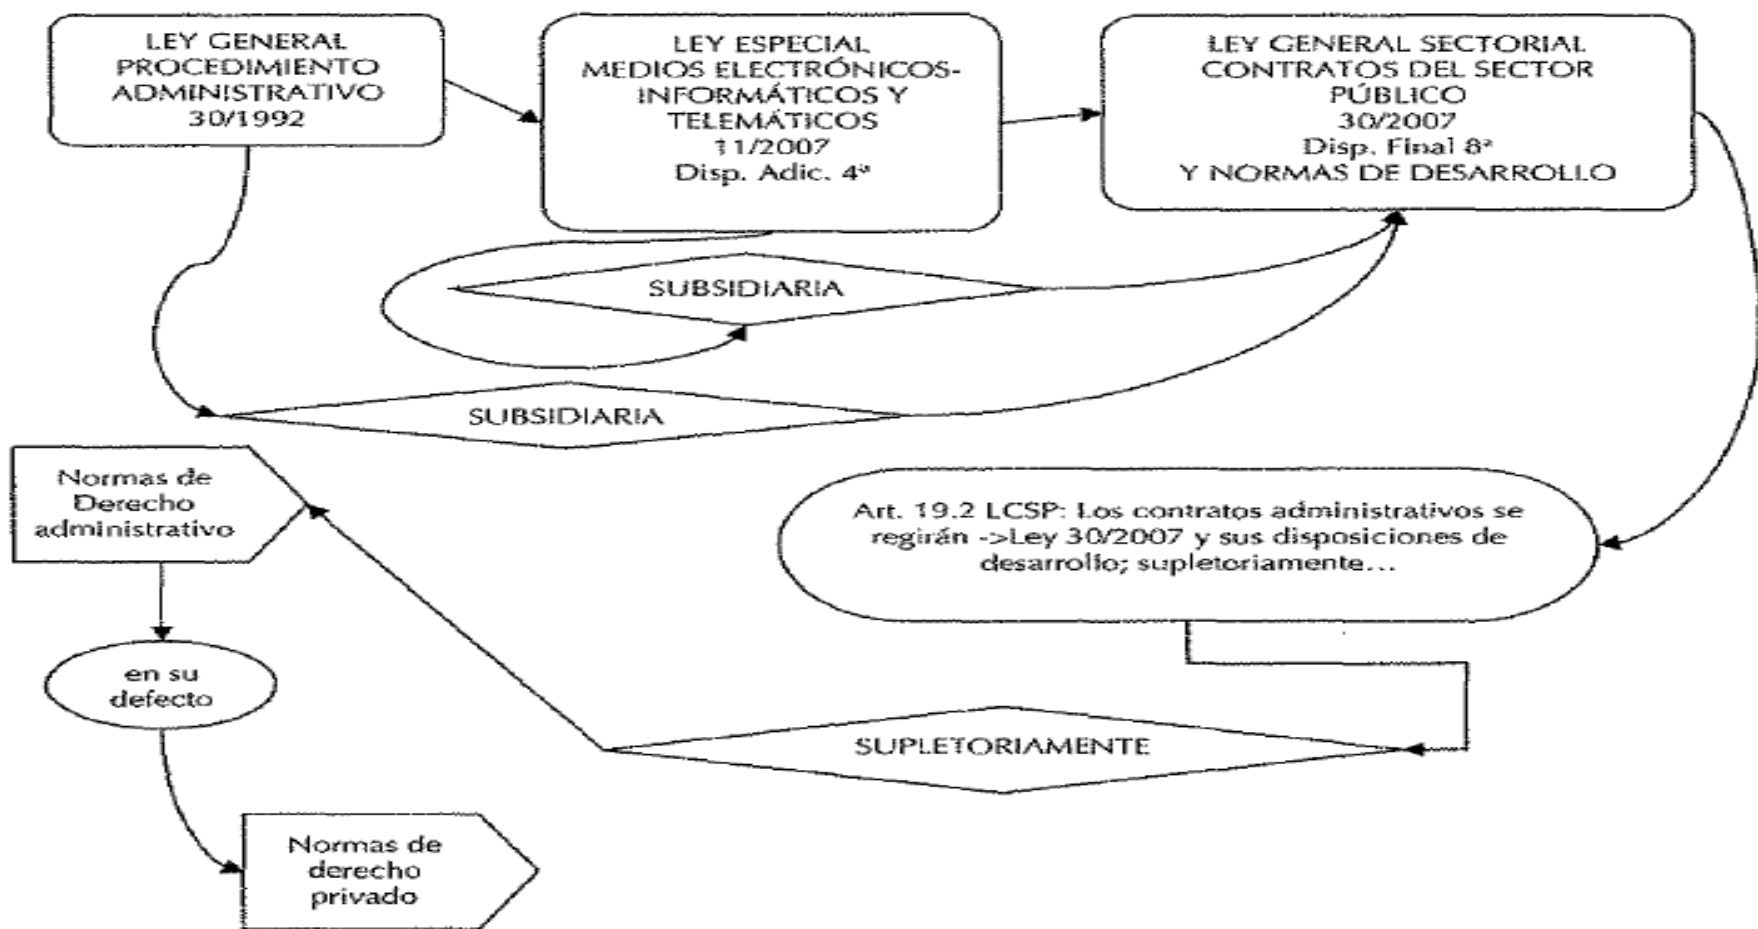 LEY GENERAL
PROCEDIMIENTO
ADMINISTRATIVO
30/1992
LEY ESPECIAL
MEDIOS ELECTRÓNICOS-
INFORMÁTICOS Y
TELEMÁTICOS
11/2007
Disp. Adic. 4ª
LEY GENERAL SECTORIAL
CONTRATOS DEL SECTOR
PÚBLICO
30/2007
Disp. Final 8ª
Y NORMAS DE DESARROLLO
SUBSIDIARIA
SUBSIDIARIA
Normas de
Derecho
administrativo
Art. 19.2 LCSP: Los contratos administrativos se
regirán ->Ley 30/2007 y sus disposiciones de
desarrollo; supletoriamente...
en su
defecto
SUPLETORIAMENTE
Normas de
derecho
privado